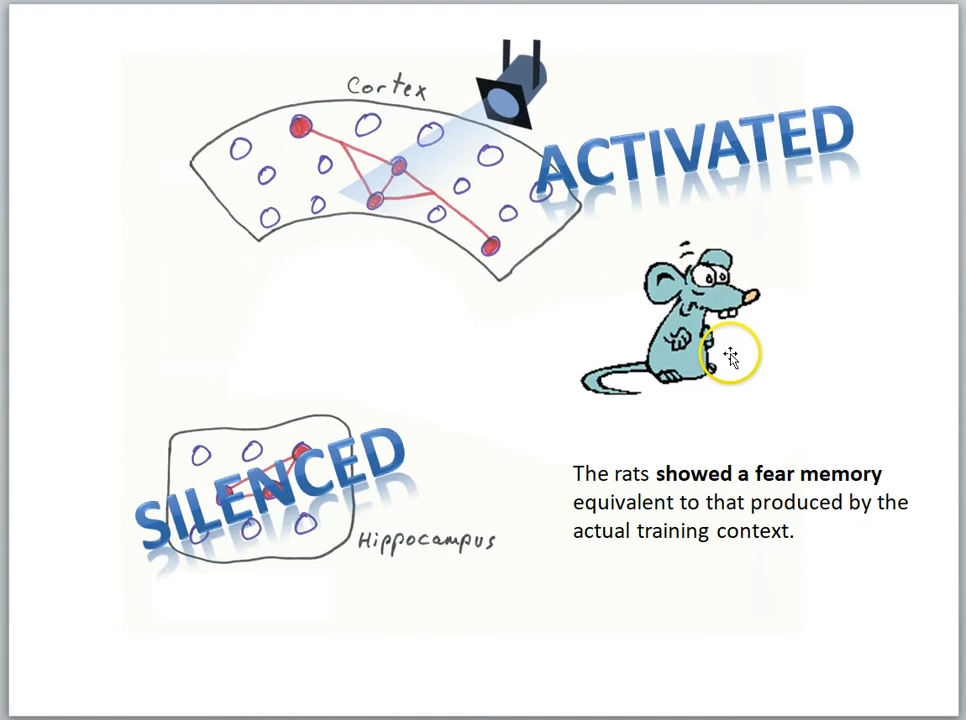 Cortex
ACTIVATED
SILENCED
Hippocampus
The rats showed a fear memory
equivalent to that produced by the
actual training context.